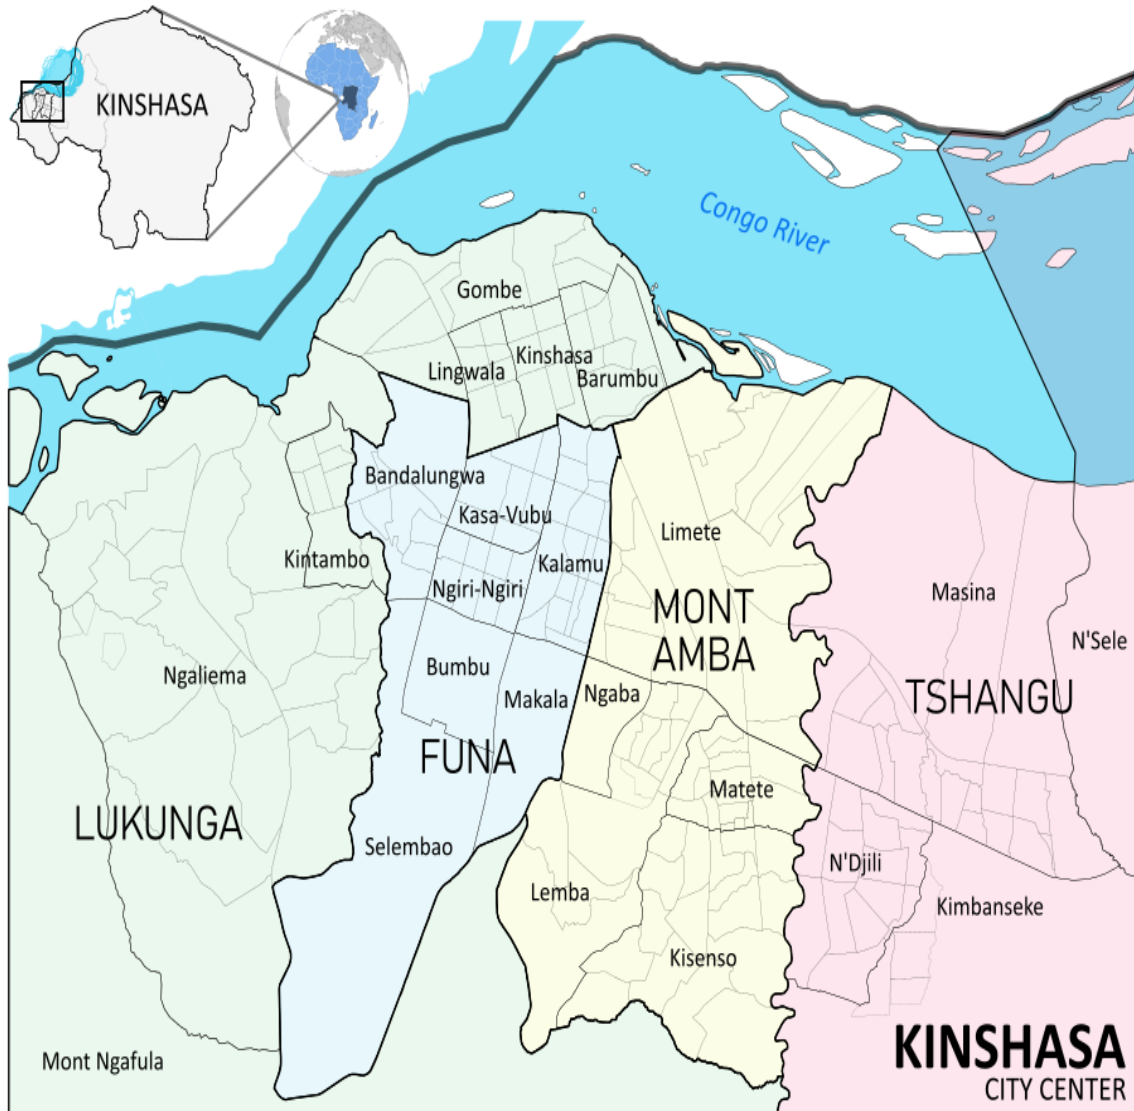 KINSHASA
Congo River
Gombe
Kinshasa
Lingwala
Barumbu
Bandalungwa
Kasa-Vubu
Limete
Kintambo
Kalamu
Ngiri-Ngiri
Masina
MONT
AMBA
N'Sele
Bumbu
Ngaliema
Makala
Ngaba
TSHANGU
FUNA
Matete
LUKUNGA
Selembao
N'Djili
Lemba
Kimbanseke
Kisenso
Mont Ngafula
KINSHASA
CITY CENTER